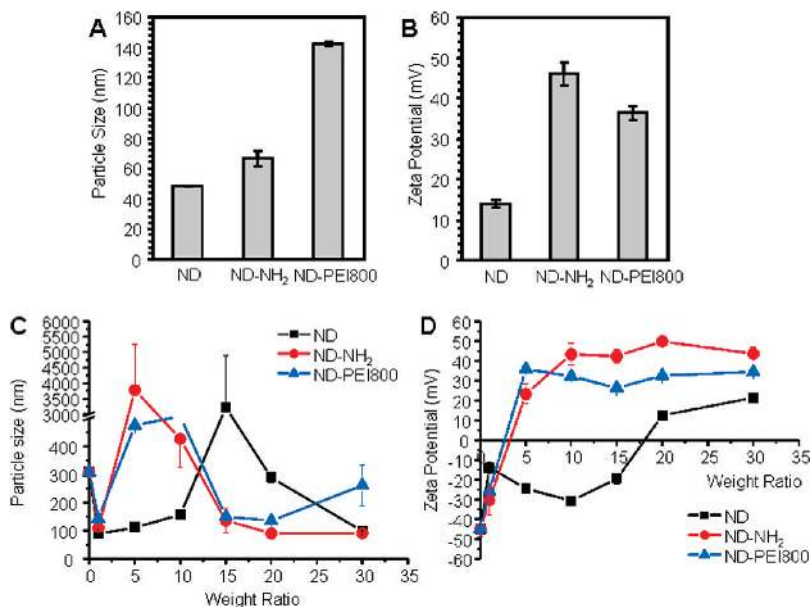 A
Particle Size (nm)
160
140
120
100
80
60
40
20
0
ND ND-NH2 ND-PEI800
B
Zeta Potential (mV)
60
50
40
30
20
10
0
ND ND-NH2 ND-PEI800
C
Particle size (nm)
6000
5500
5000
4500
4000
3500
3000
400
300
200
100
0
0 5 10 15 20 25 30 35
Weight Ratio
ND
ND-NH2
ND-PEI800
D
Zeta Potential (mV)
60
50
40
30
20
10
0
-10
-20
-30
-40
-50
-60
5 10 15 20 25 30 35
Weight Ratio
ND
ND-NH2
ND-PEI800